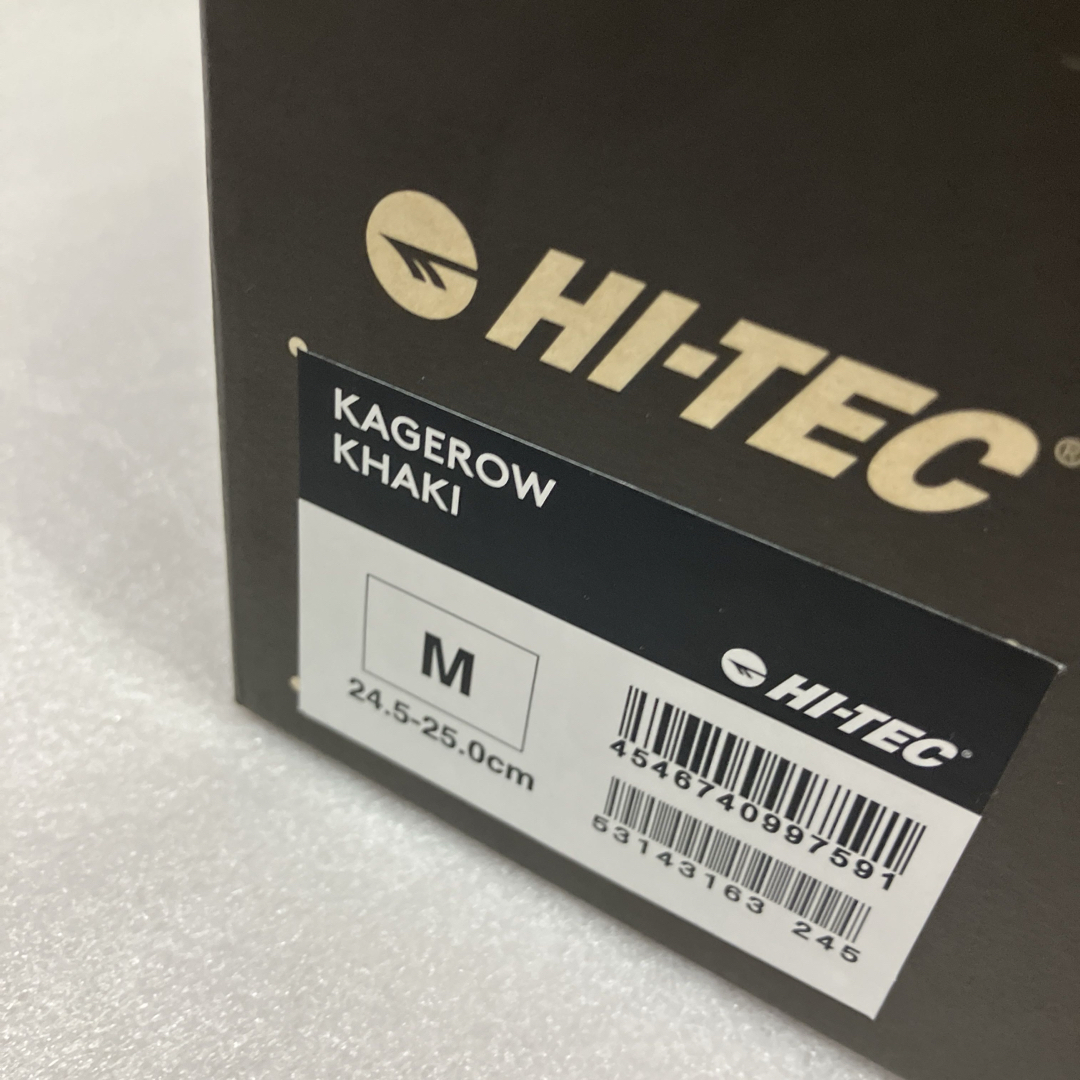 HI-TEC®
KAGEROW
KHAKI
M
24.5-25.0cm
HI-TEC®
4546740997591
53143163 245